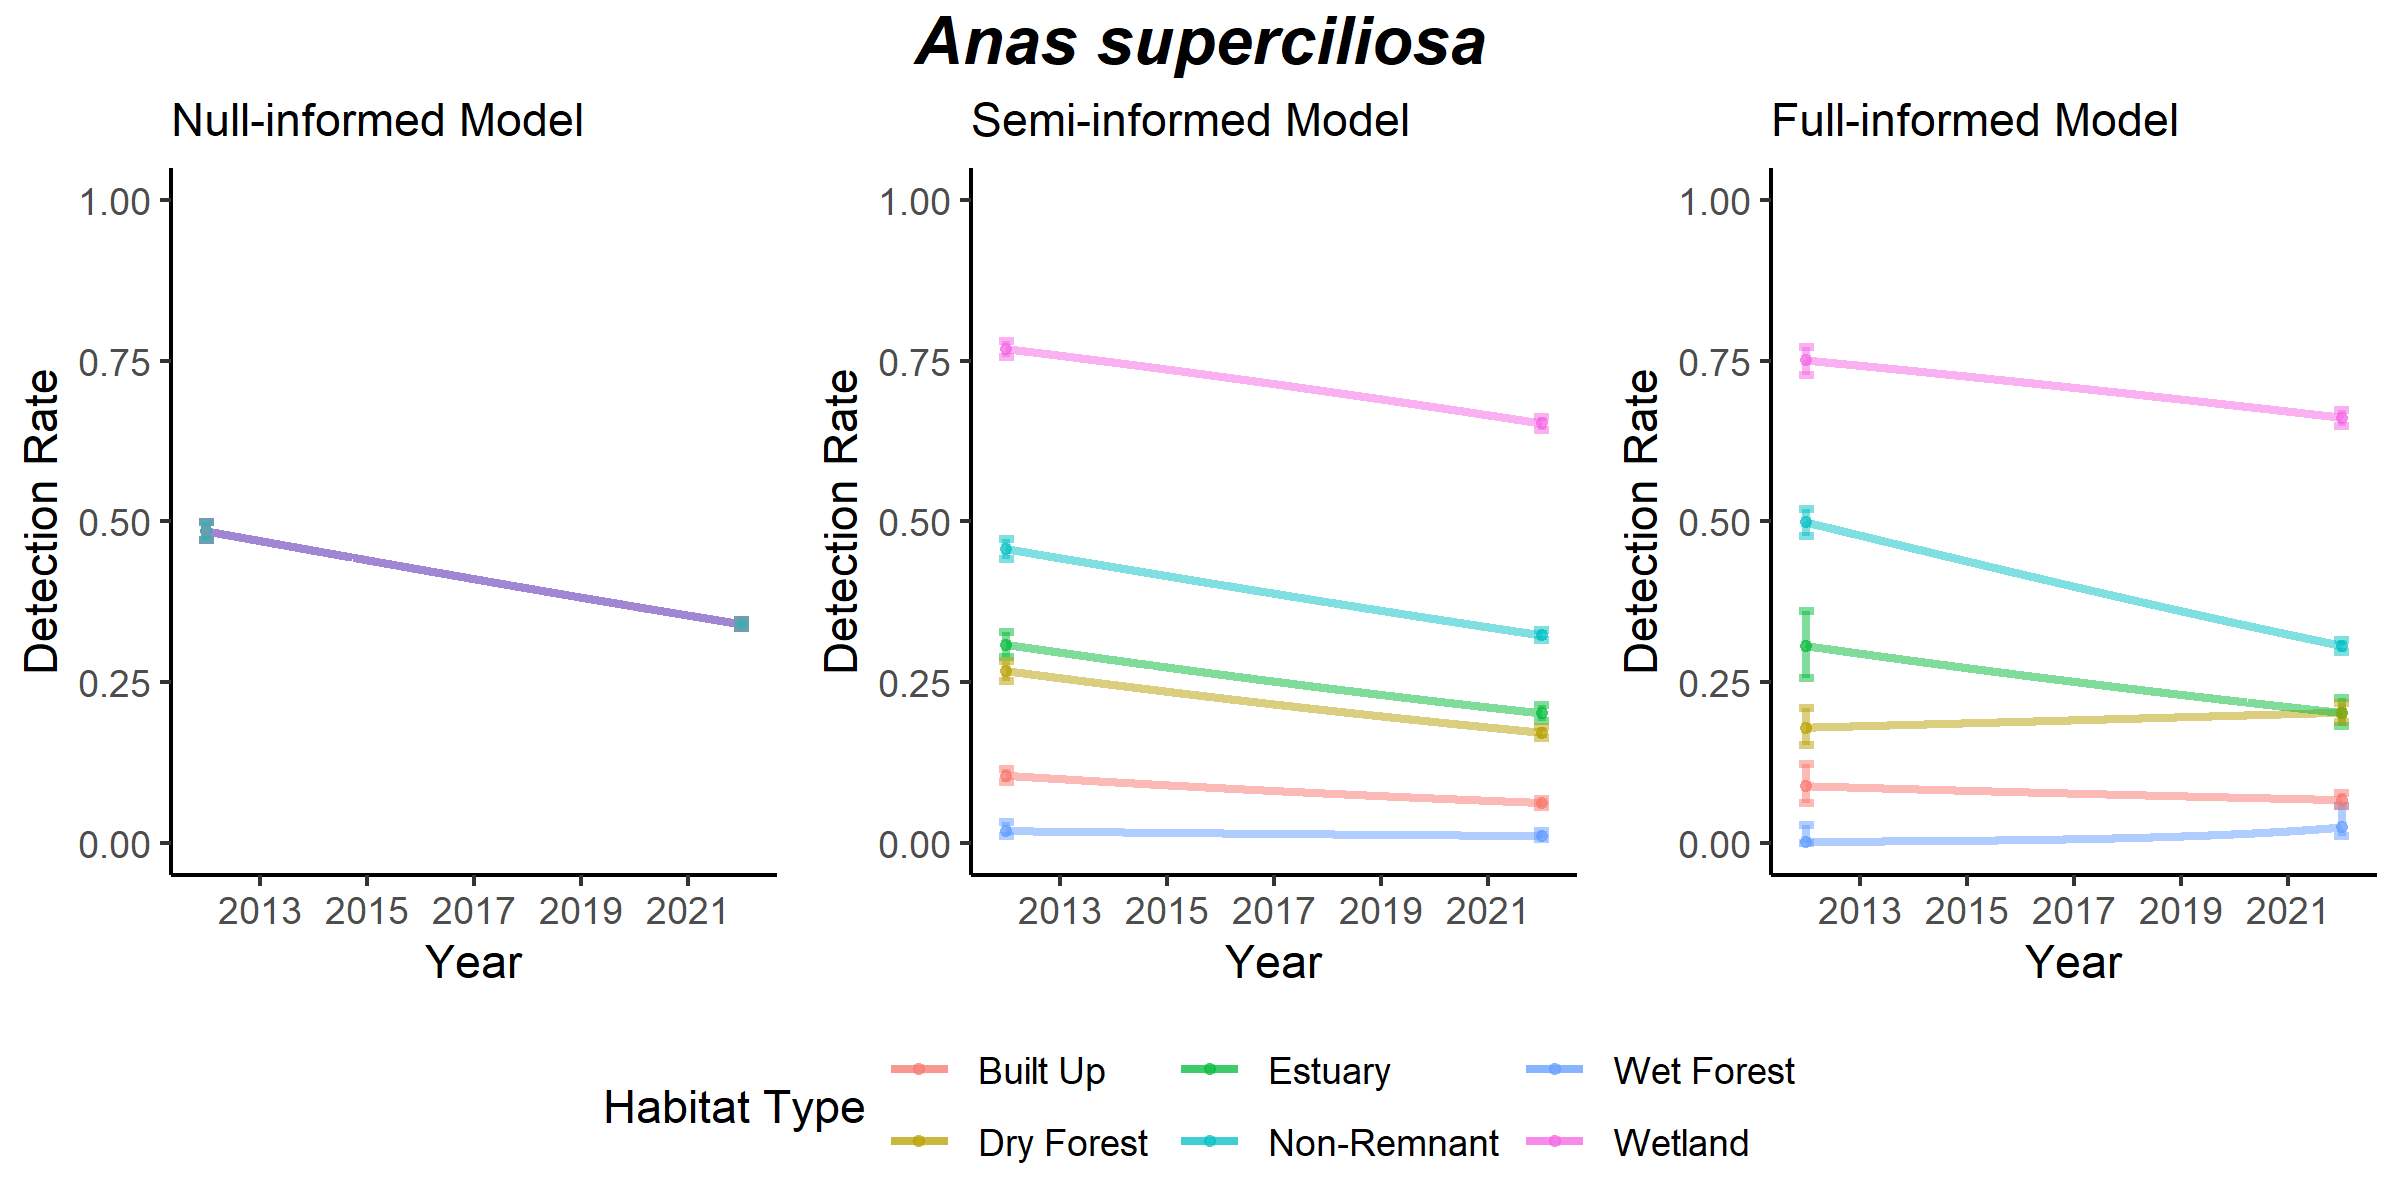 Anas superciliosa
Null-informed Model
Detection Rate
1.00
0.75
0.50
0.25
0.00
2013 2015 2017 2019 2021
Year
Semi-informed Model
Detection Rate
1.00
0.75
0.50
0.25
0.00
2013 2015 2017 2019 2021
Year
Full-informed Model
Detection Rate
1.00
0.75
0.50
0.25
0.00
2013 2015 2017 2019 2021
Year
Habitat Type
Built Up Estuary Wet Forest
Dry Forest Non-Remnant Wetland